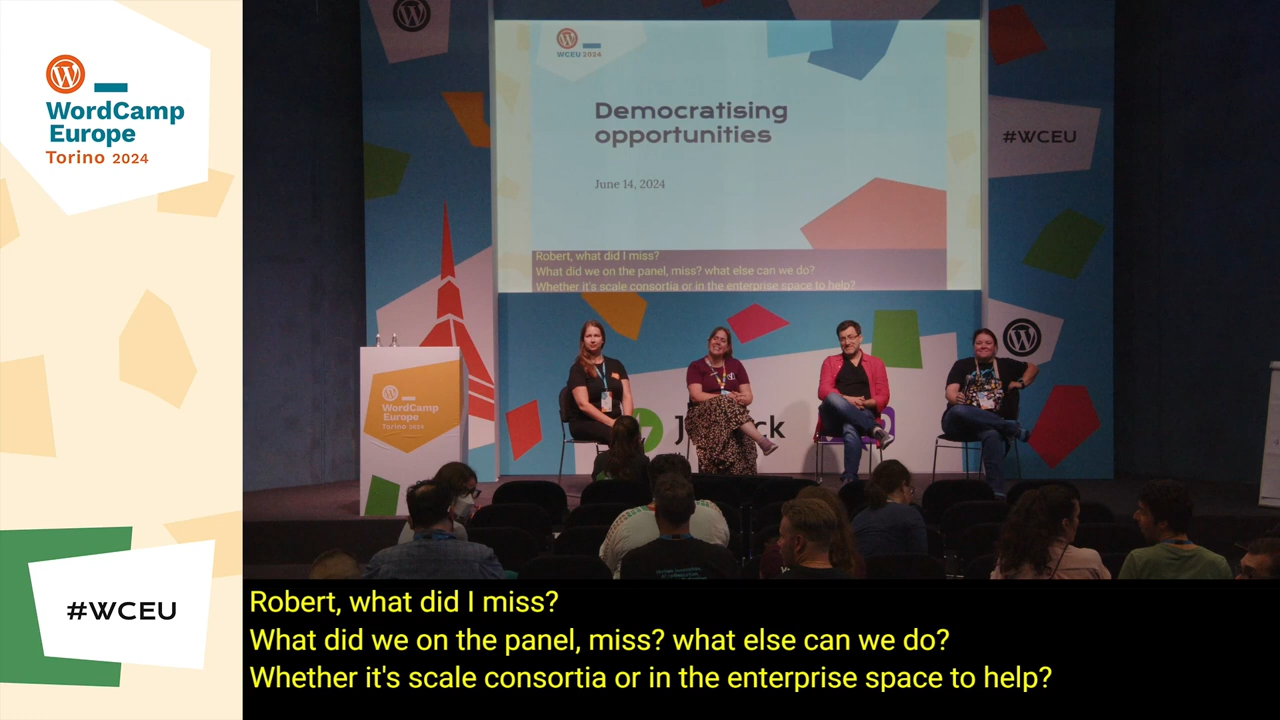 WordCamp
Europe
Torino 2024
#WCEU
WCEU 2024
Democratising
opportunities
June 14, 2024
Robert, what did I miss?
What did we on the panel, miss? what else can we do?
Whether it's scale consortia or in the enterprise space to help?
#WCEU
WordCamp
Europe
Torino 2024
Robert, what did I miss?
What did we on the panel, miss? what else can we do?
Whether it's scale consortia or in the enterprise space to help?